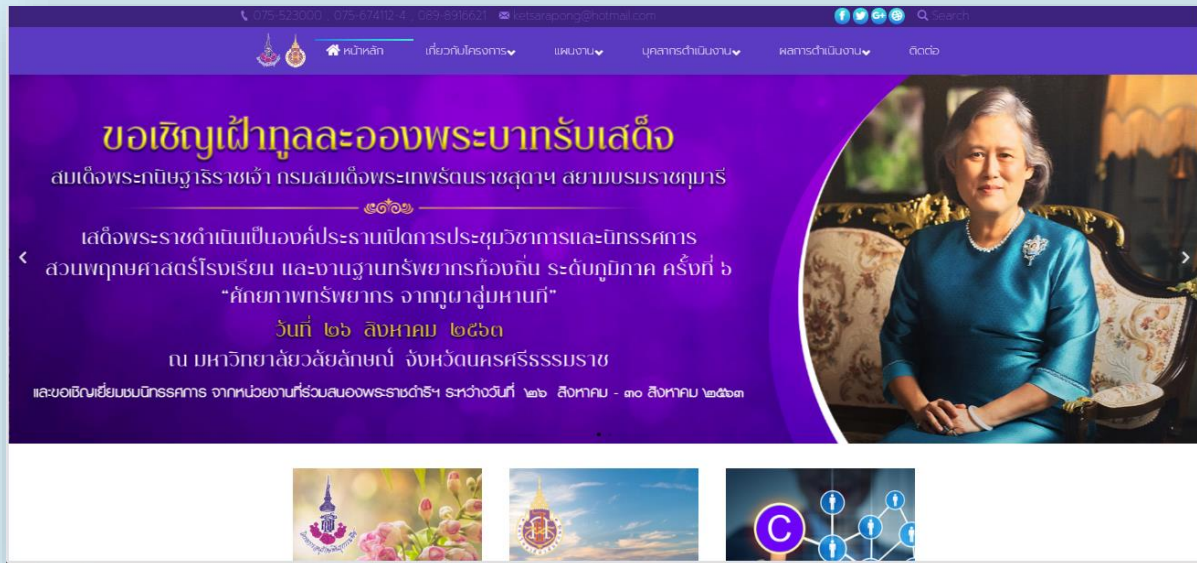 075-523000 , 075-674112-4 , 089-8916621 ketsarapong@hotmail.com
Search
หน้าหลัก เกี่ยวกับโครงการ แผนงาน บุคลากรดำเนินงาน ผลการดำเนินงาน ติดต่อ
ขอเชิญเฝ้าทูลละอองพระบาทรับเสด็จ
สมเด็จพระกนิษฐาธิราชเจ้า กรมสมเด็จพระเทพรัตนราชสุดาฯ สยามบรมราชกุมารี
เสด็จพระราชดำเนินเป็นองค์ประธานเปิดการประชุมวิชาการและนิทรรศการ
สวนพฤกษศาสตร์โรงเรียน และงานฐานทรัพยากรท้องถิ่น ระดับภูมิภาค ครั้งที่ ๖
“ศักยภาพทรัพยากร จากภูผาสู่มหานที”
วันที่ ๒๖ สิงหาคม ๒๕๖๓
ณ มหาวิทยาลัยวลัยลักษณ์ จังหวัดนครศรีธรรมราช
และขอเชิญเยี่ยมชมนิทรรศการ จากหน่วยงานที่ร่วมสนองพระราชดำริฯ ระหว่างวันที่ ๒๖ สิงหาคม - ๓๐ สิงหาคม ๒๕๖๓
C